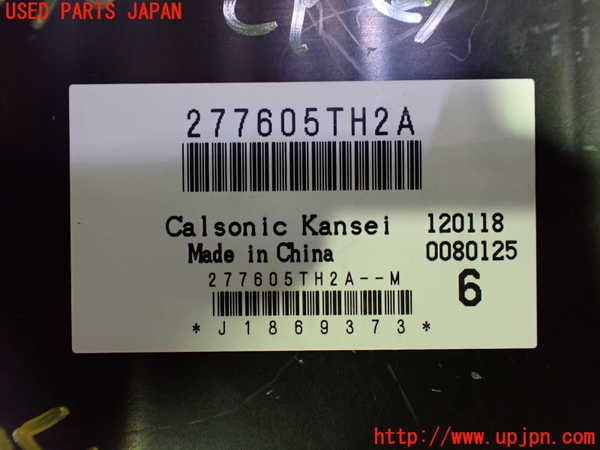 USED PARTS JAPAN
277605TH2A
Calsonic Kansei 120118
Made in China 0080125
277605TH2A--M 6
*J1869373*
http://www.upjpn.com/